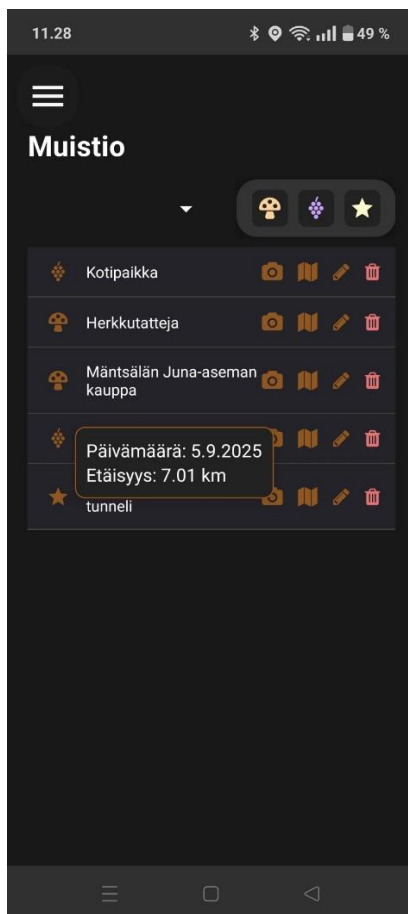 11.28
49 %
Muistio
Kotipaikka
Herkkutatteja
Mäntsälän Juna-aseman
kauppa
Päivämäärä: 5.9.2025
Etäisyys: 7.01 km
tunneli